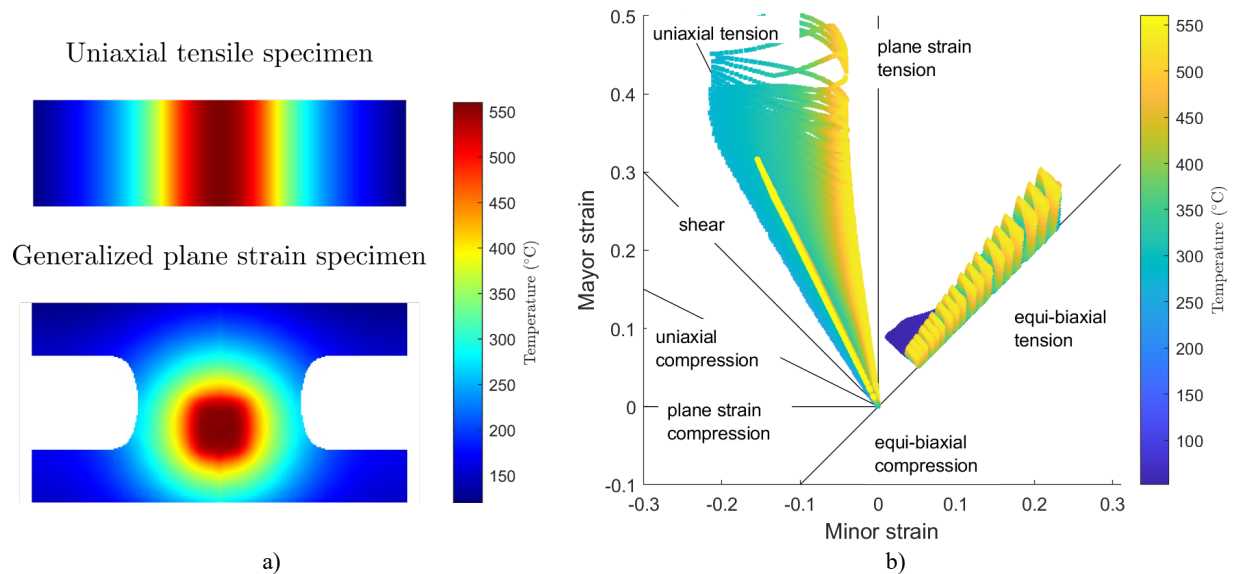 Uniaxial tensile specimen
550
500
450
400
350
300
250
200
150
Temperature (°C)
Generalized plane strain specimen
a)
0.5
0.4
0.3
0.2
0.1
0
-0.1
Mayor strain
-0.3
-0.2
-0.1
0
0.1
0.2
0.3
Minor strain
uniaxial tension
plane strain
tension
shear
uniaxial
compression
plane strain
compression
equi-biaxial
tension
equi-biaxial
compression
550
500
450
400
350
300
250
200
150
100
Temperature (°C)
b)